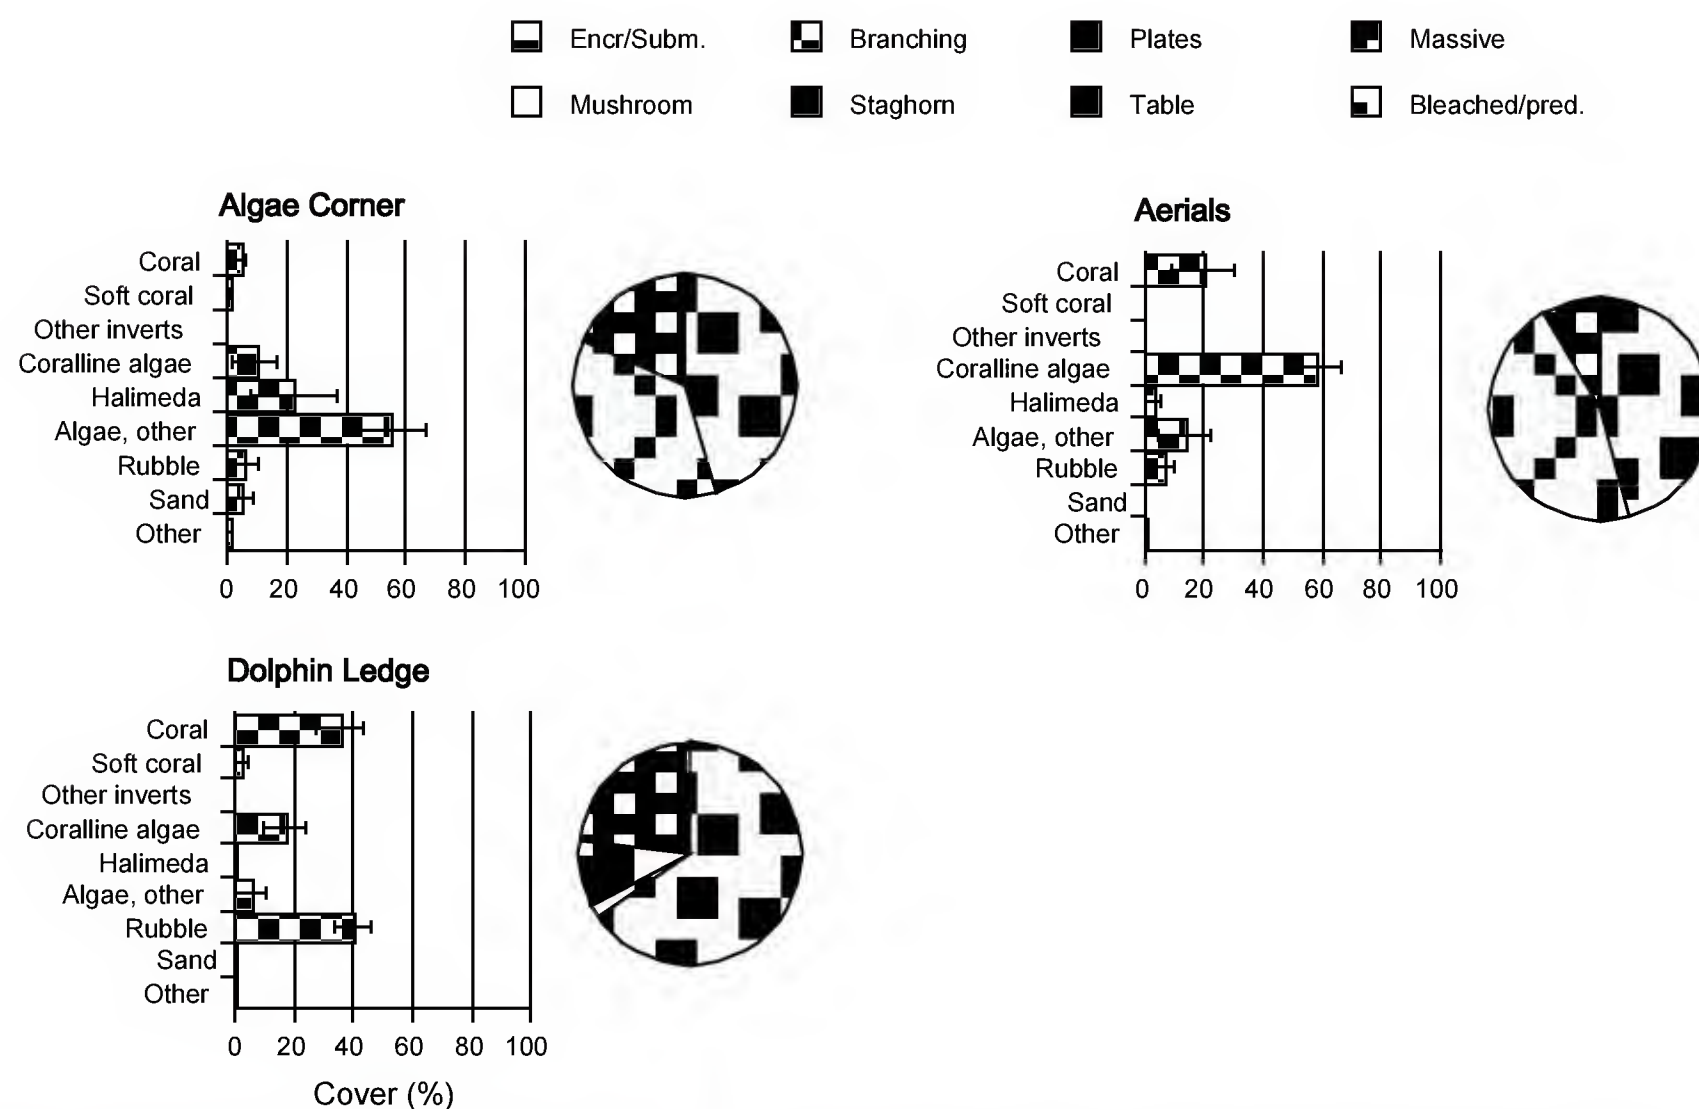 Encr/Subm. Branching Plates Massive
Mushroom Staghorn Table Bleached/pred.
Algae Corner
Coral
Soft coral
Other inverts
Coralline algae
Halimeda
Algae, other
Rubble
Sand
Other
0 20 40 60 80 100
Aerials
Coral
Soft coral
Other inverts
Coralline algae
Halimeda
Algae, other
Rubble
Sand
Other
0 20 40 60 80 100
Dolphin Ledge
Coral
Soft coral
Other inverts
Coralline algae
Halimeda
Algae, other
Rubble
Sand
Other
0 20 40 60 80 100
Cover (%)